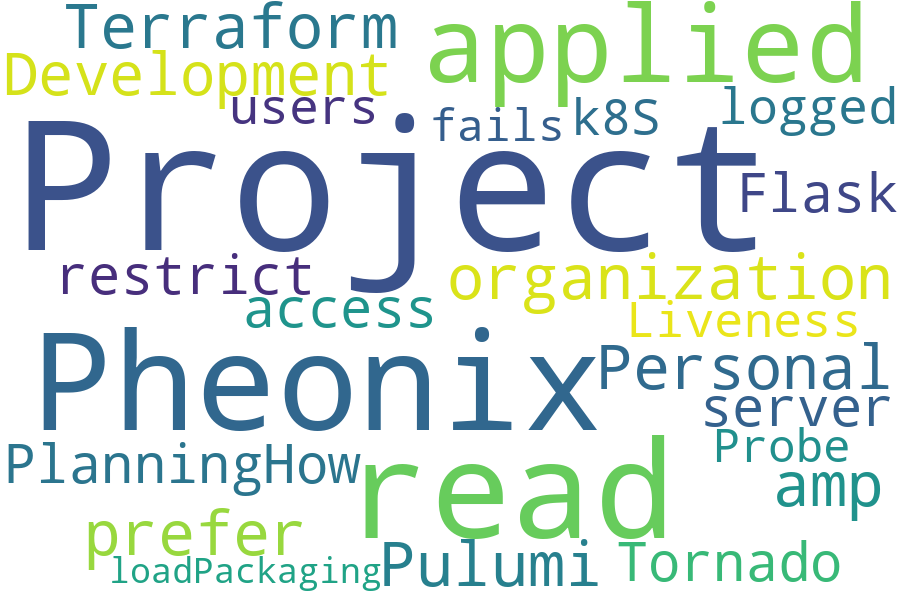 Terraform
applied
Development
users
fails
k8S
logged
Project
Flask
restrict
organization
access
Liveness
Pheonix
Personal
server
PlanningHow
read
Probe
amp
prefer
loadPackaging
Pulumi
Tornado